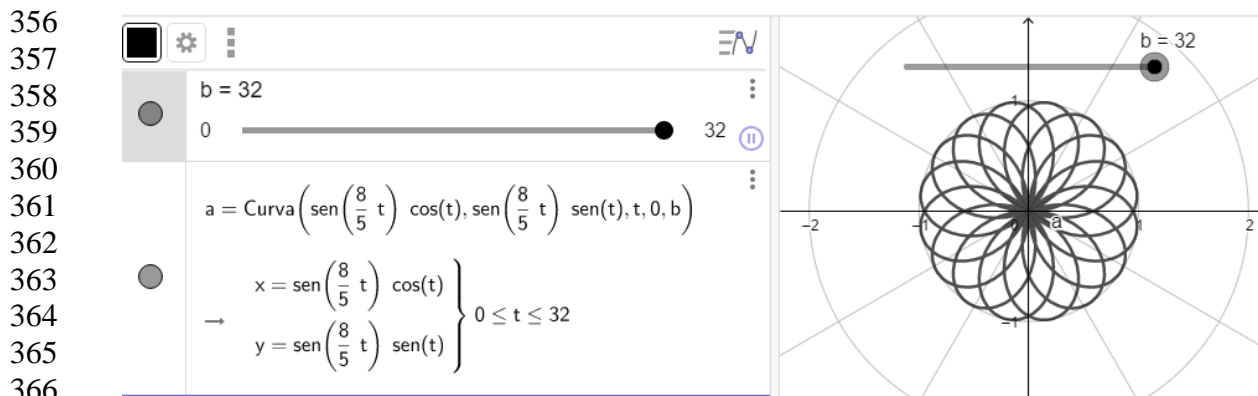 356
357
358
359
360
361
362
363
364
365
366
b = 32
0 32
a = Curva(sen(8/5 t) cos(t), sen(8/5 t) sen(t), t, 0, b)
→ x = sen(8/5 t) cos(t)
y = sen(8/5 t) sen(t)
} 0 ≤ t ≤ 32
b = 32
1
−2 −1 0 a 1 2
−1